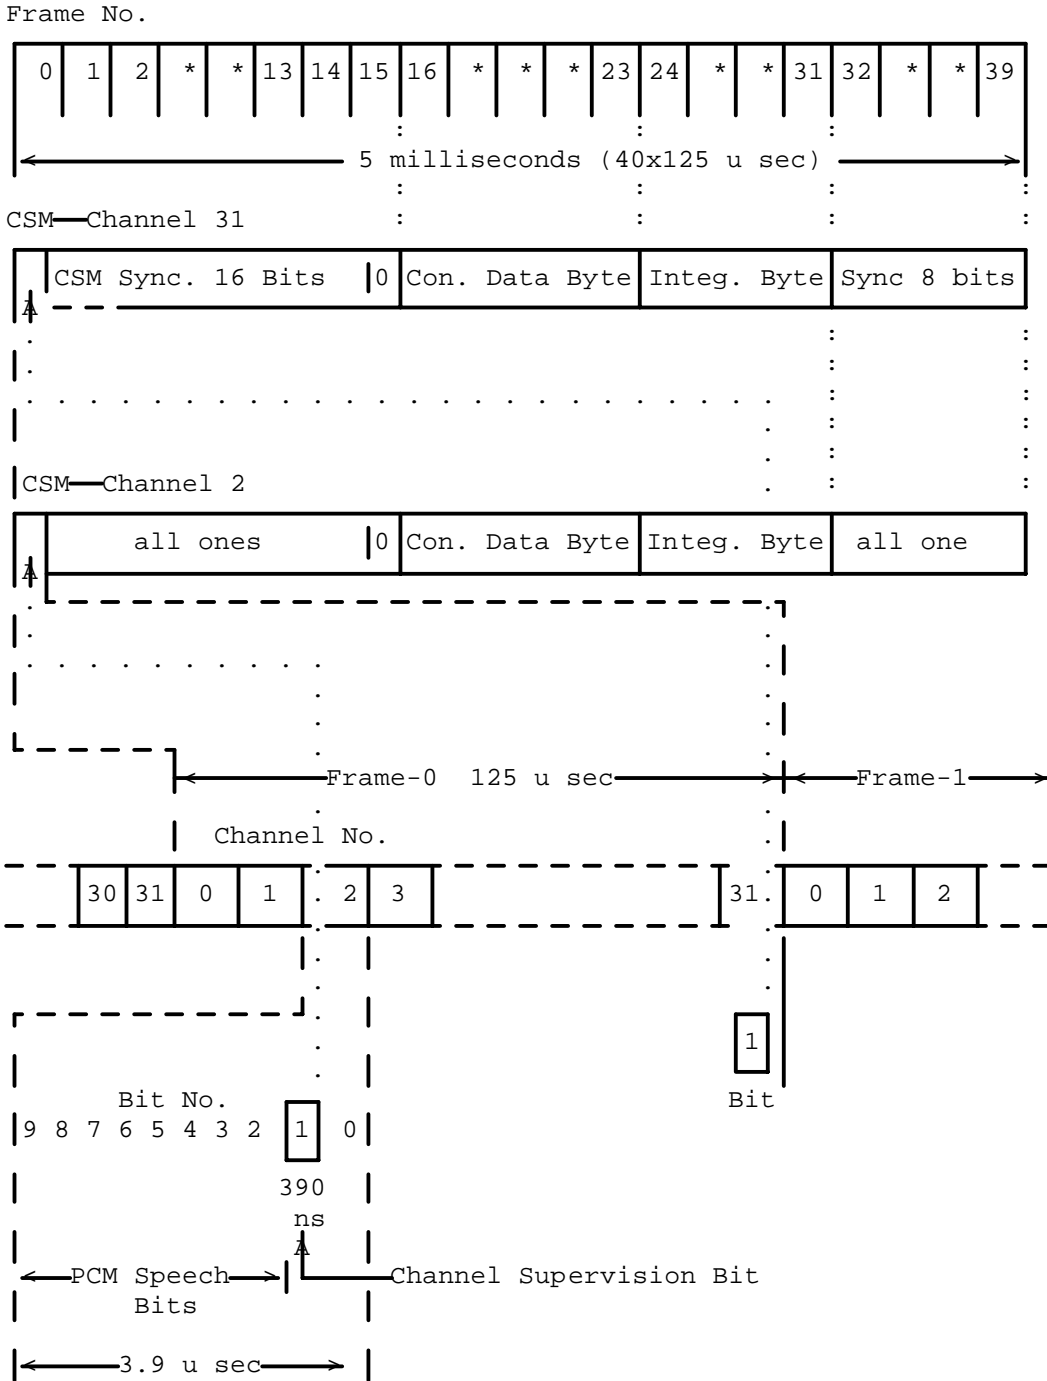 Frame No.
0 1 2 * * 13 14 15 16 * * * 23 24 * * 31 32 * * 39
5 milliseconds (40x125 u sec)
CSM Channel 31
CSM Sync. 16 Bits 0 Con. Data Byte Integ. Byte Sync 8 bits
A
CSM Channel 2
all ones 0 Con. Data Byte Integ. Byte all one
A
Frame-0 125 u sec Frame-1
Channel No.
30 31 0 1 2 3 31 0 1 2
1
Bit No. Bit
9 8 7 6 5 4 3 2 1 0
390
ns
A
PCM Speech Channel Supervision Bit
Bits
3.9 u sec